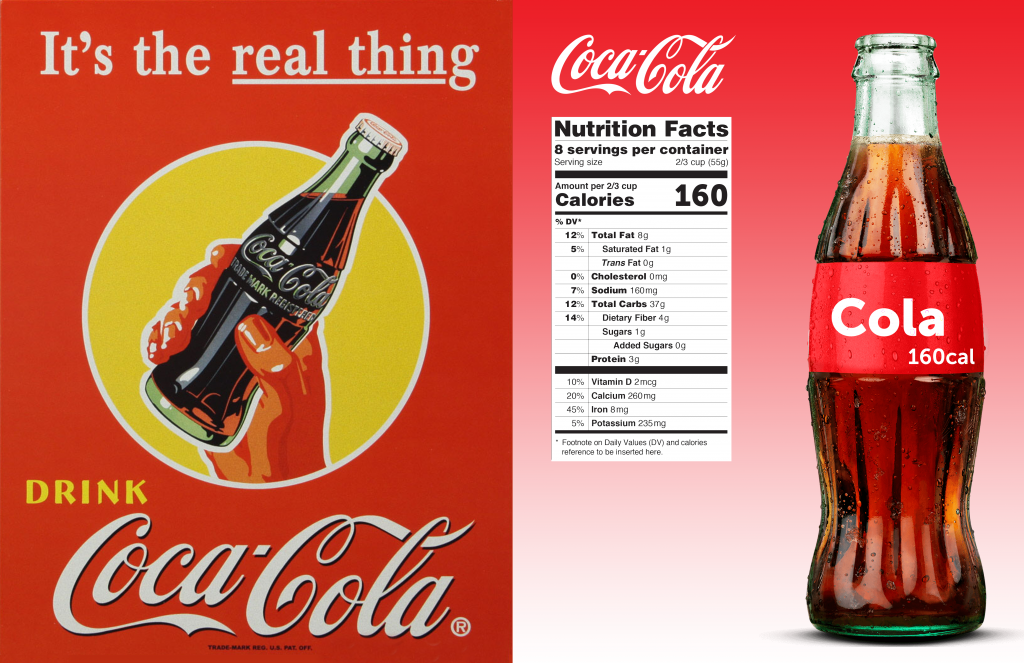 It's the real thing
Coca-Cola
TRADE MARK REGISTERED
DRINK
Coca-Cola ®
TRADE-MARK REG. U.S. PAT. OFF.
Coca-Cola
Nutrition Facts
8 servings per container
Serving size 2/3 cup (55g)
Amount per 2/3 cup
Calories 160
% DV*
12% Total Fat 8g
5% Saturated Fat 1g
Trans Fat 0g
0% Cholesterol 0mg
7% Sodium 160mg
12% Total Carbs 37g
14% Dietary Fiber 4g
Sugars 1g
Added Sugars 0g
Protein 3g
10% Vitamin D 2mcg
20% Calcium 260mg
45% Iron 8mg
5% Potassium 235mg
* Footnote on Daily Values (DV) and calories
reference to be inserted here.
Cola
160cal